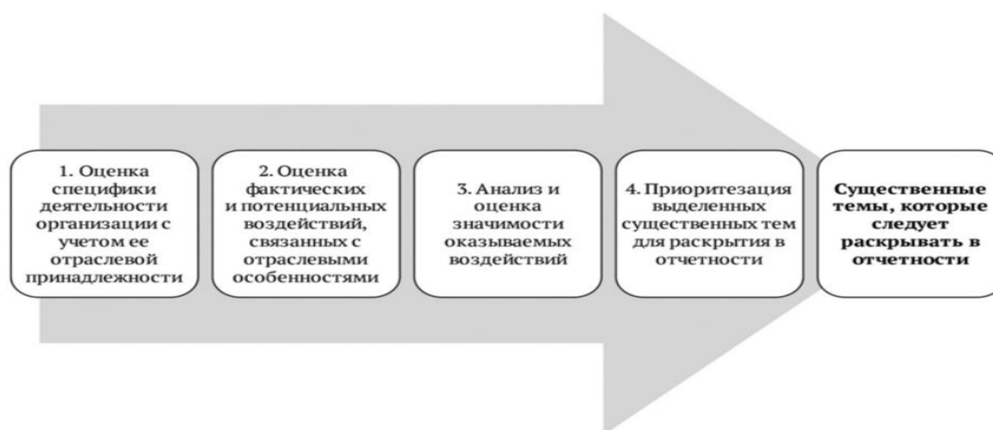 1. Оценка
специфики
деятельности
организации с
учетом ее
отраслевой
принадлежности
2. Оценка
фактических
и потенциальных
воздействий,
связанных с
отраслевыми
особенностями
3. Анализ и
оценка
значимости
оказываемых
воздействий
4. Приоритезация
выделенных
существенных тем
для раскрытия в
отчетности
Существенные
темы, которые
следует
раскрывать в
отчетности